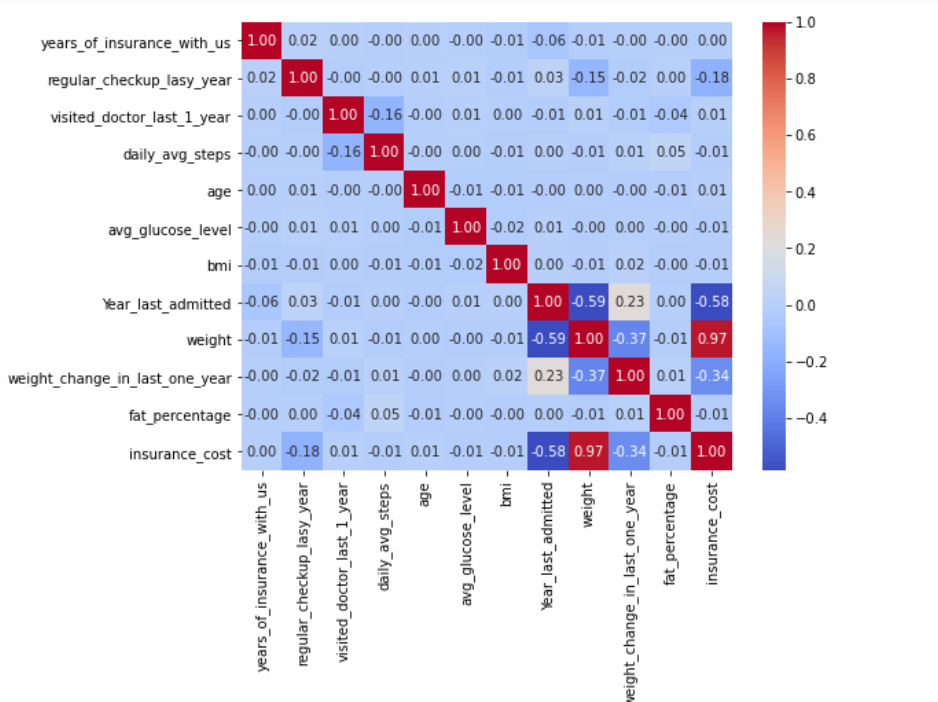 years_of_insurance_with_us 1.00 0.02 0.00 -0.00 0.00 -0.00 -0.01 -0.06 -0.01 -0.00 -0.00 0.00
regular_checkup_lasy_year 0.02 1.00 -0.00 -0.00 0.01 0.01 -0.01 0.03 -0.15 -0.02 0.00 -0.18
visited_doctor_last_1_year 0.00 -0.00 1.00 -0.16 -0.00 0.01 0.00 -0.01 0.01 -0.01 -0.04 0.01
daily_avg_steps -0.00 -0.00 -0.16 1.00 -0.00 0.00 -0.01 0.00 -0.01 0.01 0.05 -0.01
age 0.00 0.01 -0.00 -0.00 1.00 -0.01 -0.01 -0.00 0.00 -0.00 -0.01 0.01
avg_glucose_level -0.00 0.01 0.01 0.00 -0.01 1.00 -0.02 0.01 -0.00 0.00 -0.00 -0.01
bmi -0.01 -0.01 0.00 -0.01 -0.01 -0.02 1.00 0.00 -0.01 0.02 -0.00 -0.01
Year_last_admitted -0.06 0.03 -0.01 0.00 -0.00 0.01 0.00 1.00 -0.59 0.23 0.00 -0.58
weight -0.01 -0.15 0.01 -0.01 0.00 -0.00 -0.01 -0.59 1.00 -0.37 -0.01 0.97
weight_change_in_last_one_year -0.00 -0.02 -0.01 0.01 -0.00 0.00 0.02 0.23 -0.37 1.00 0.01 -0.34
fat_percentage -0.00 0.00 -0.04 0.05 -0.01 -0.00 -0.00 0.00 -0.01 0.01 1.00 -0.01
insurance_cost 0.00 -0.18 0.01 -0.01 0.01 -0.01 -0.01 -0.58 0.97 -0.34 -0.01 1.00
years_of_insurance_with_us
regular_checkup_lasy_year
visited_doctor_last_1_year
daily_avg_steps
age
avg_glucose_level
bmi
Year_last_admitted
weight
weight_change_in_last_one_year
fat_percentage
insurance_cost
1.0
0.8
0.6
0.4
0.2
0.0
−0.2
−0.4